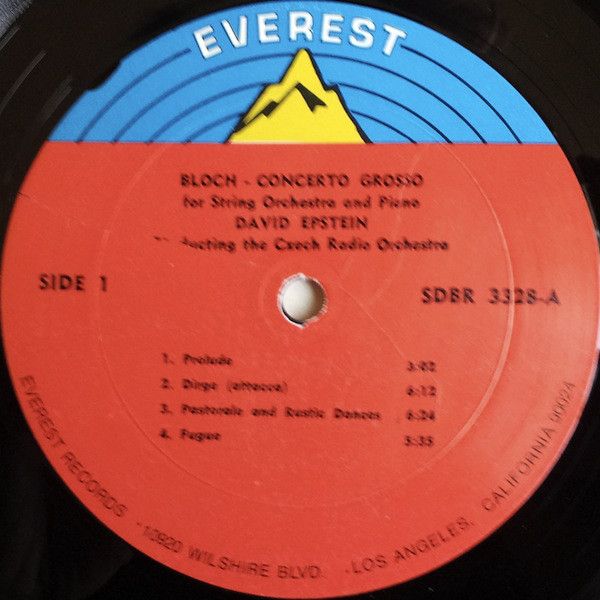 EVEREST
BLOCH - CONCERTO GROSSO
for String Orchestra and Piano
DAVID EPSTEIN
the Czech Radio Orchestra
SIDE 1
SDBR 3328-A
1. Prelude 3:02
2. Dirge (attacca) 6:12
3. Pastorale and Rustic Dances 6:24
4. Fugue 5:35
EVEREST RECORDS 10920 WILSHIRE BLVD. LOS ANGELES, CALIFORNIA 90024